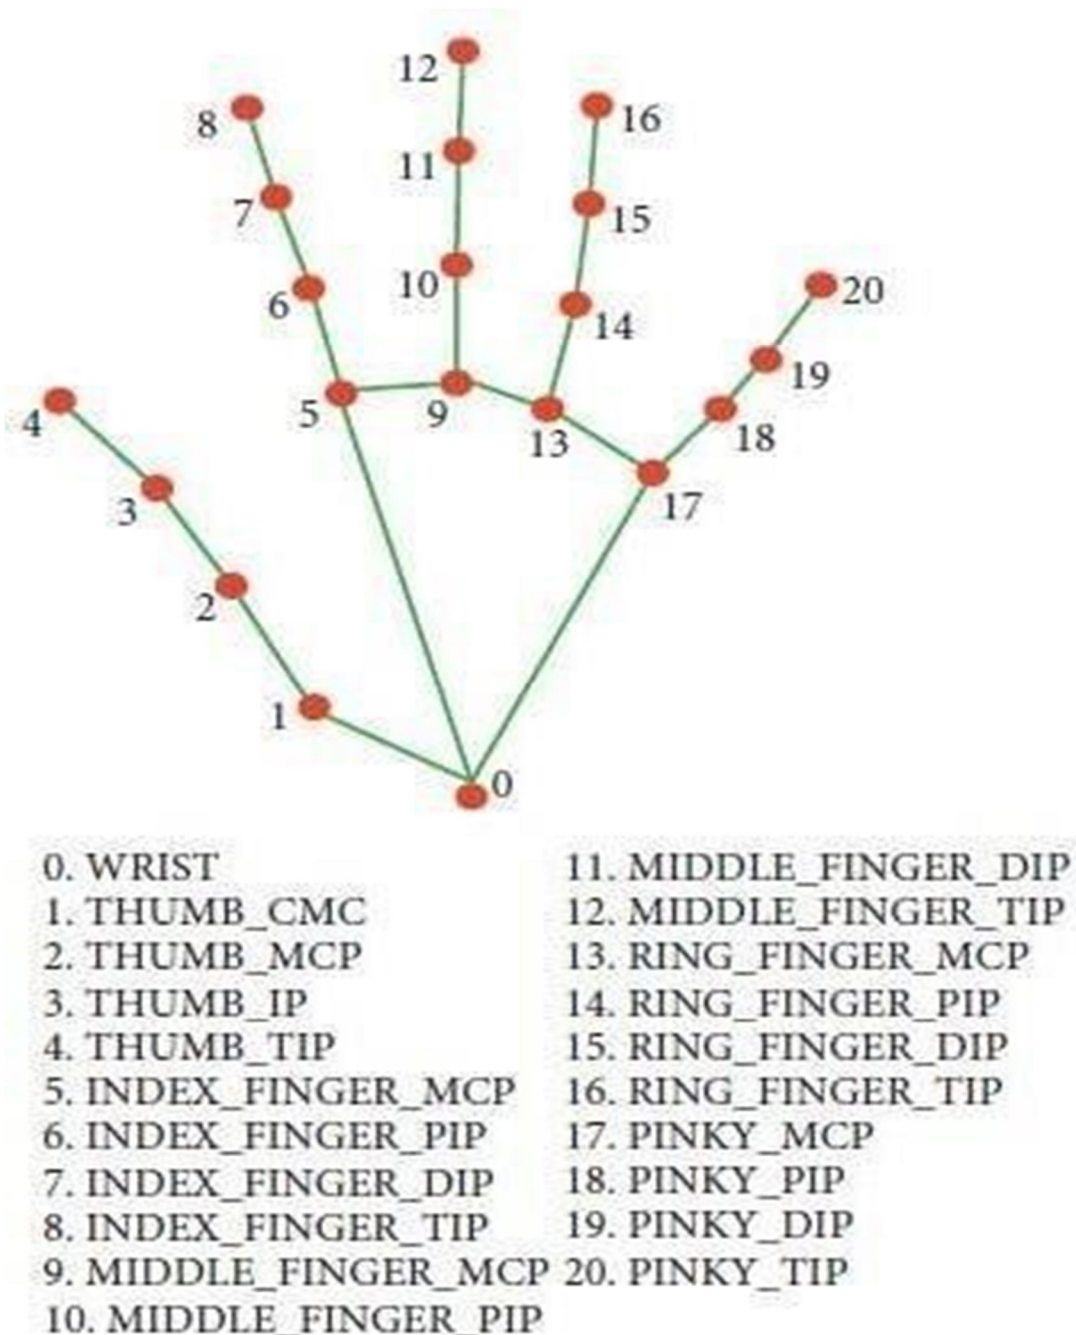 12
8
16
11
7
15
10
6
14
20
19
5
9
4
13
18
3
17
2
1
0
0. WRIST
1. THUMB_CMC
2. THUMB_MCP
3. THUMB_IP
4. THUMB_TIP
5. INDEX_FINGER_MCP
6. INDEX_FINGER_PIP
7. INDEX_FINGER_DIP
8. INDEX_FINGER_TIP
9. MIDDLE_FINGER_MCP
10. MIDDLE_FINGER_PIP
11. MIDDLE_FINGER_DIP
12. MIDDLE_FINGER_TIP
13. RING_FINGER_MCP
14. RING_FINGER_PIP
15. RING_FINGER_DIP
16. RING_FINGER_TIP
17. PINKY_MCP
18. PINKY_PIP
19. PINKY_DIP
20. PINKY_TIP